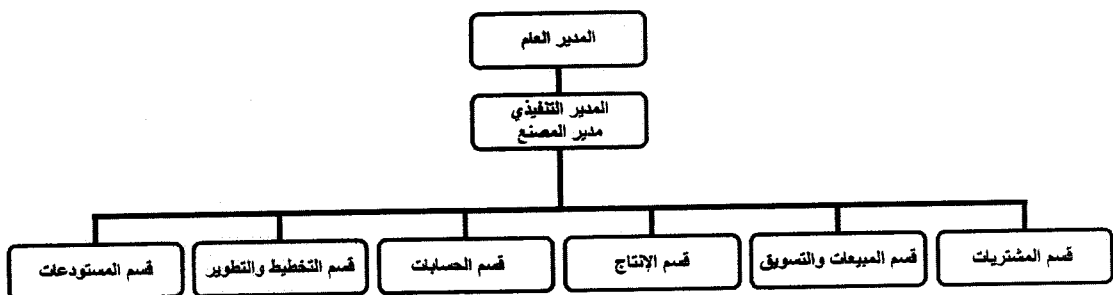 المدير العام
المدير التنفيذي
مدير المصنع
قسم المشتريات
قسم المبيعات والتسويق
قسم الإنتاج
قسم الحسابات
قسم التخطيط والتطوير
قسم المستودعات